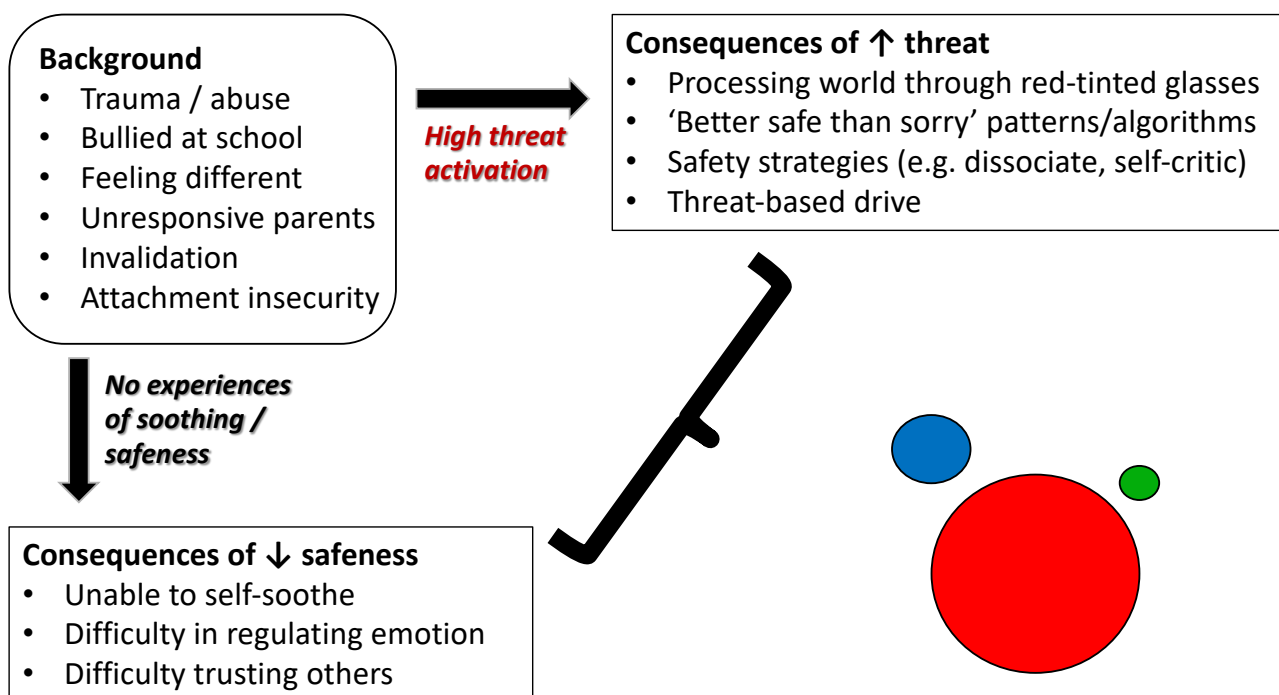 Background
• Trauma / abuse
• Bullied at school
• Feeling different
• Unresponsive parents
• Invalidation
• Attachment insecurity
High threat
activation
Consequences of ↑ threat
• Processing world through red-tinted glasses
• ‘Better safe than sorry’ patterns/algorithms
• Safety strategies (e.g. dissociate, self-critic)
• Threat-based drive
No experiences
of soothing /
safeness
Consequences of ↓ safeness
• Unable to self-soothe
• Difficulty in regulating emotion
• Difficulty trusting others